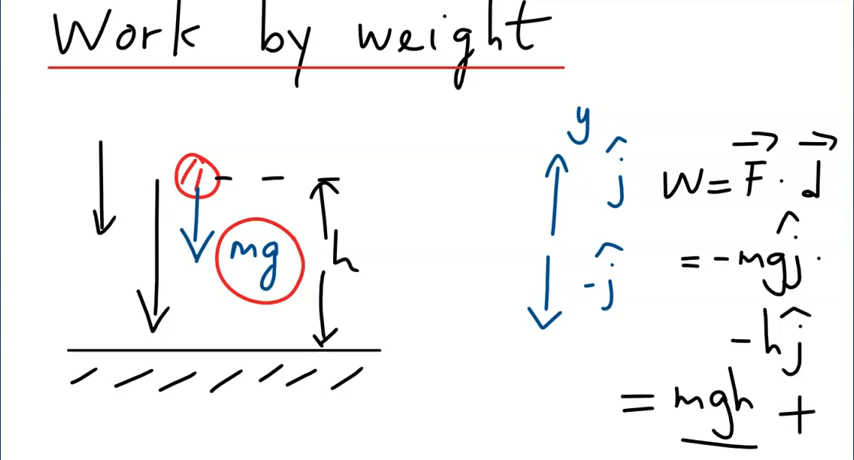 Work by weight
mg
h
y
ĵ
-ĵ
W = F⃗ · d⃗
= -mgĵ ·
-hĵ
= mgh +